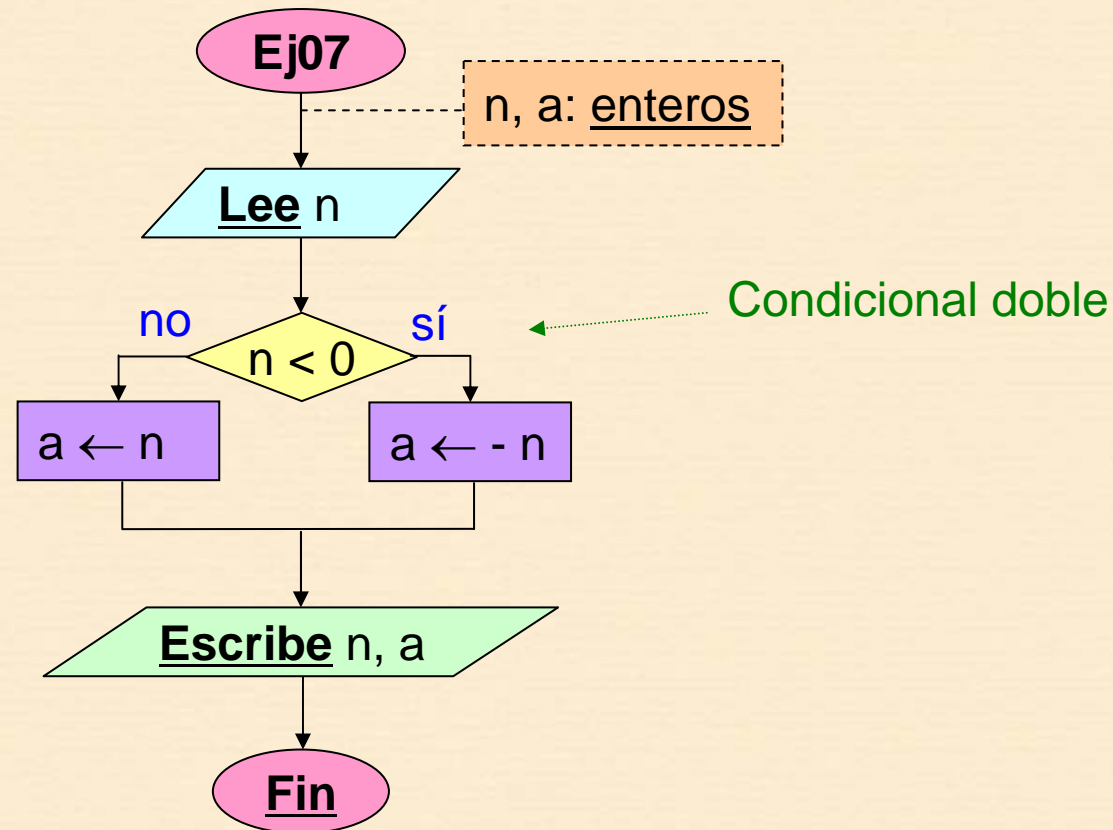 Ej07
n, a: enteros
Lee n
Condicional doble
no
sí
n < 0
a ← n
a ← - n
Escribe n, a
Fin